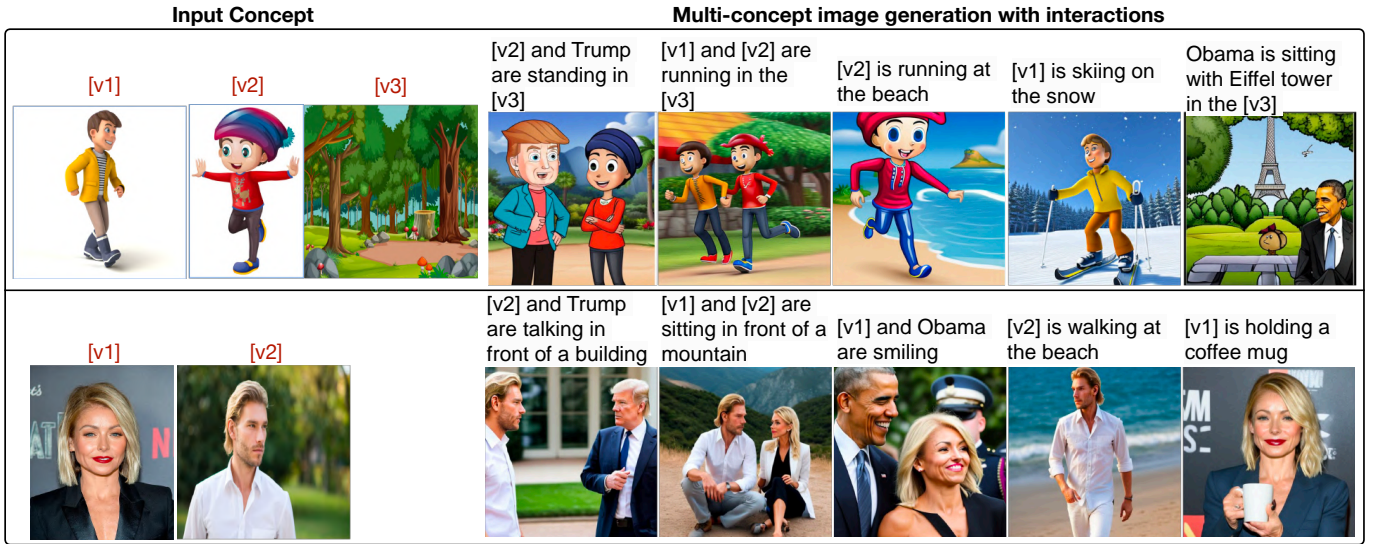 Input Concept
Multi-concept image generation with interactions
[v1]
[v2]
[v3]
[v2] and Trump
are standing in
[v3]
[v1] and [v2] are
running in the
[v3]
[v2] is running at
the beach
[v1] is skiing on
the snow
Obama is sitting
with Eiffel tower
in the [v3]
[v1]
[v2]
[v2] and Trump
are talking in
front of a building
[v1] and [v2] are
sitting in front of a
mountain
[v1] and Obama
are smiling
[v2] is walking at
the beach
[v1] is holding a
coffee mug
N